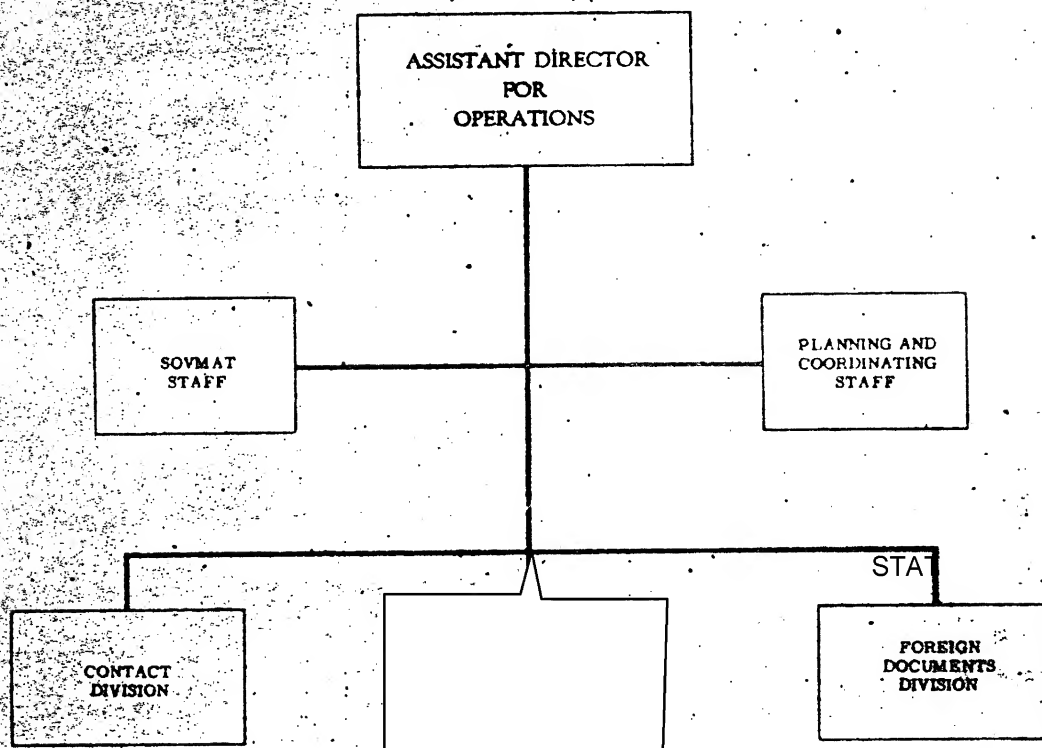 ASSISTANT DIRECTOR
FOR
OPERATIONS
SOVMAT
STAFF
PLANNING AND
COORDINATING
STAFF
STAT
CONTACT
DIVISION
FOREIGN
DOCUMENTS
DIVISION